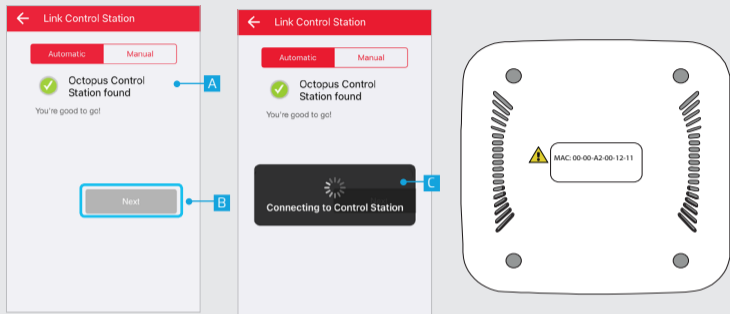 Link Control Station
Automatic
Manual
Octopus Control
Station found
A
You're good to go!
Next
B
Link Control Station
Automatic
Manual
Octopus Control
Station found
You're good to go!
C
Connecting to Control Station
MAC: 00-00-A2-00-12-11